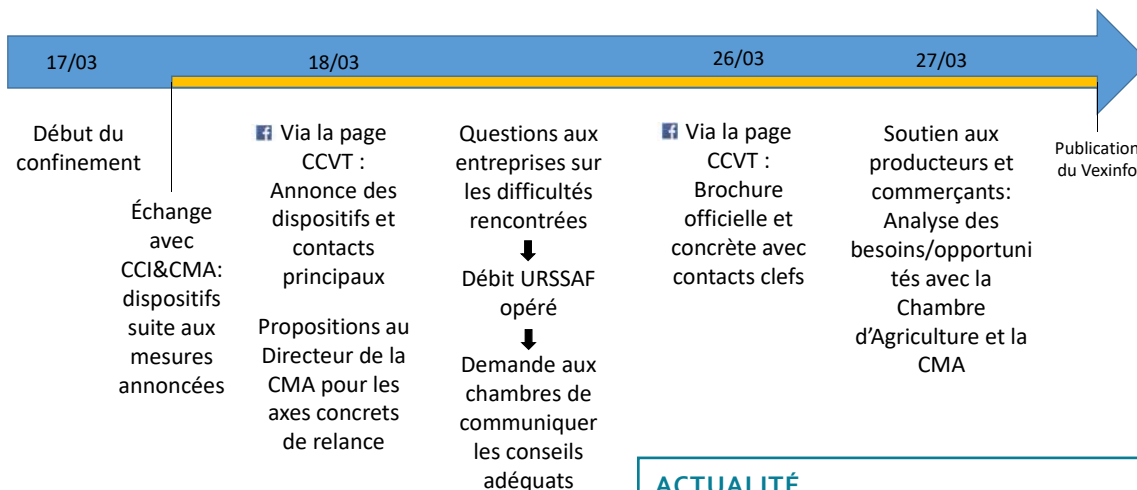 17/03
18/03
26/03
27/03
Début du
confinement
Échange
avec
CCI&CMA:
dispositifs
suite aux
mesures
annoncées
Via la page
CCVT :
Annonce des
dispositifs et
contacts
principaux
Propositions au
Directeur de la
CMA pour les
axes concrets
de relance
Questions aux
entreprises sur
les difficultés
rencontrées
Débit URSSAF
opéré
Demande aux
chambres de
communiquer
les conseils
adéquats
Via la page
CCVT :
Brochure
officielle et
concrète avec
contacts clefs
Soutien aux
producteurs et
commerçants:
Analyse des
besoins/opportuni
tés avec la
Chambre
d'Agriculture et la
CMA
Publication
du Vexinfo
ACTUALITÉ